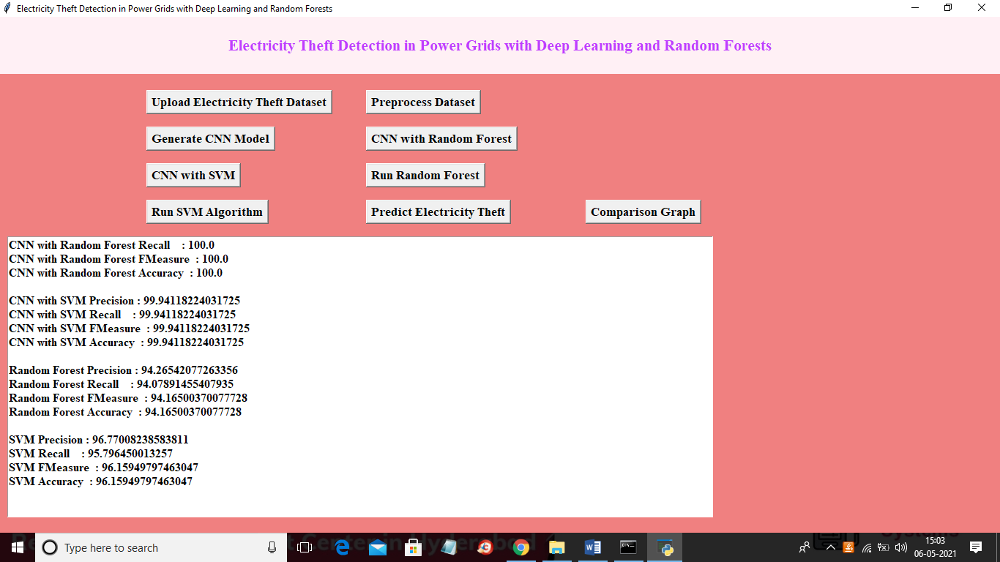 Electricity Theft Detection in Power Grids with Deep Learning and Random Forests
Electricity Theft Detection in Power Grids with Deep Learning and Random Forests
Upload Electricity Theft Dataset
Preprocess Dataset
Generate CNN Model
CNN with Random Forest
CNN with SVM
Run Random Forest
Run SVM Algorithm
Predict Electricity Theft
Comparison Graph
CNN with Random Forest Recall : 100.0
CNN with Random Forest FMeasure : 100.0
CNN with Random Forest Accuracy : 100.0
CNN with SVM Precision : 99.94118224031725
CNN with SVM Recall : 99.94118224031725
CNN with SVM FMeasure : 99.94118224031725
CNN with SVM Accuracy : 99.94118224031725
Random Forest Precision : 94.26542077263356
Random Forest Recall : 94.07891455407935
Random Forest FMeasure : 94.16500370077728
Random Forest Accuracy : 94.16500370077728
SVM Precision : 96.77008238583811
SVM Recall : 95.796450013257
SVM FMeasure : 96.15949797463047
SVM Accuracy : 96.15949797463047
Type here to search
15:03
06-05-2021